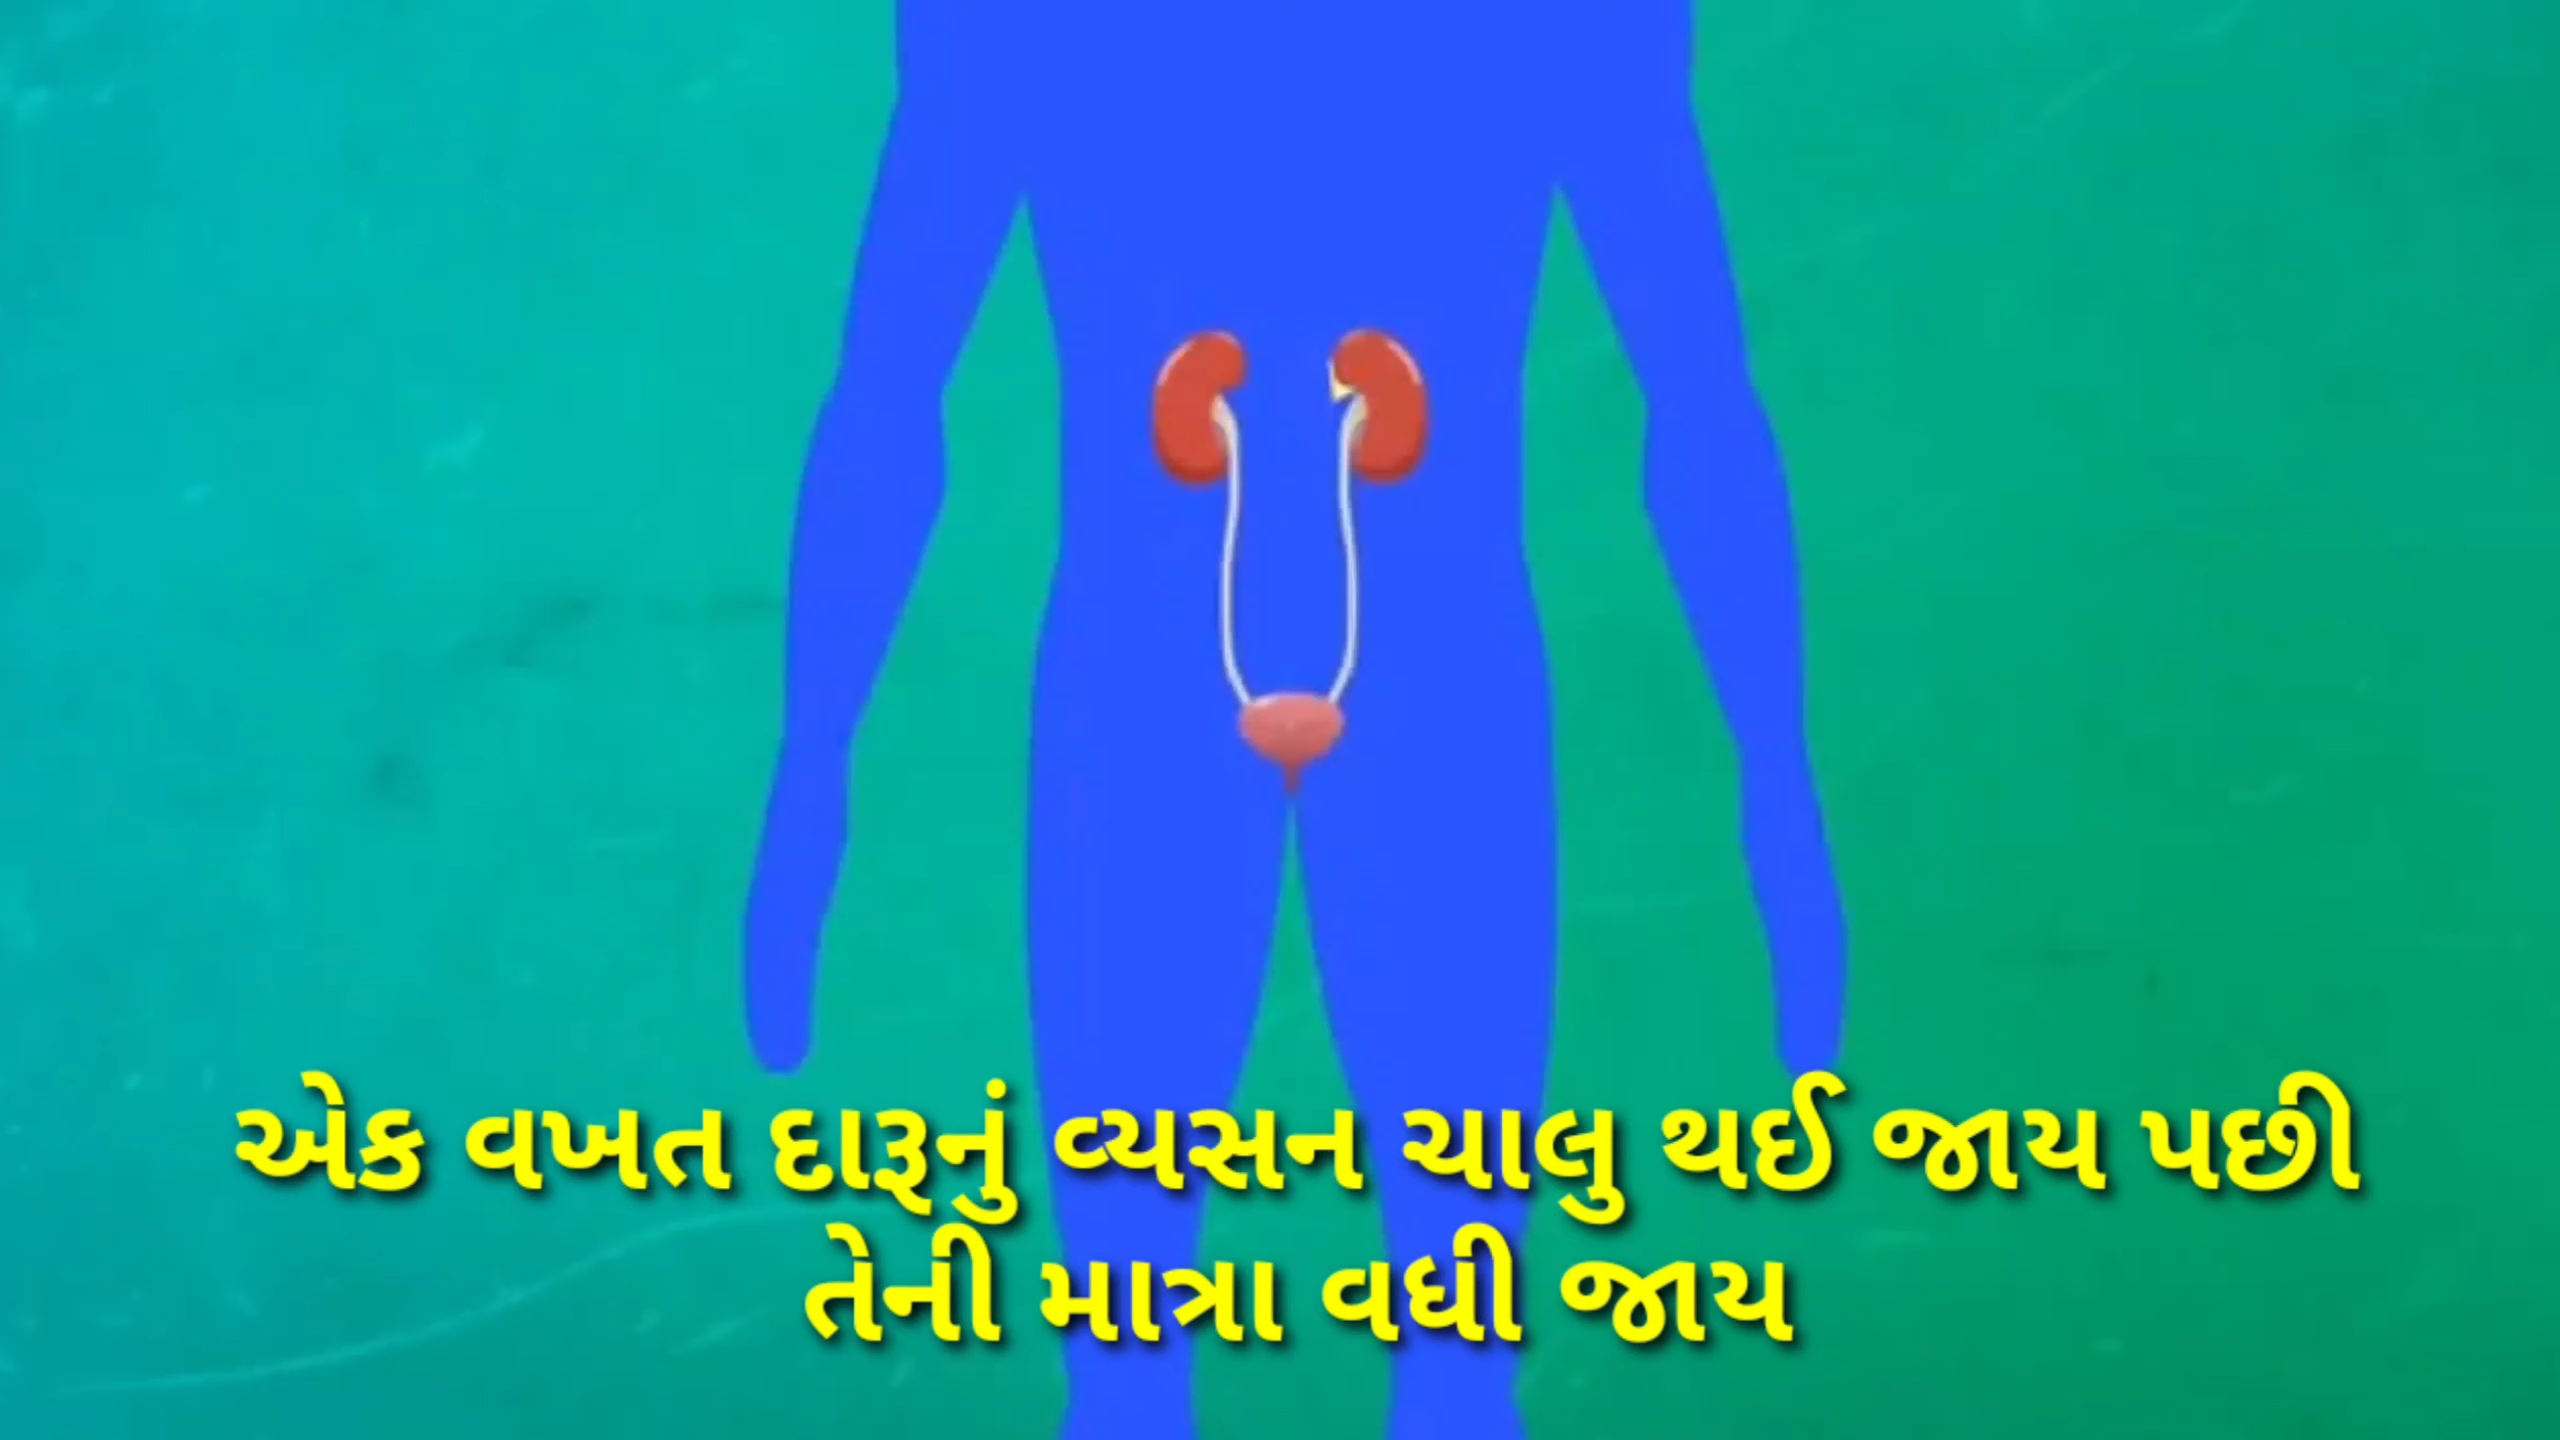 એક વખત દારૂનું વ્યસન ચાલુ થઈ જાય પછી
તેની માત્રા વધી જાય